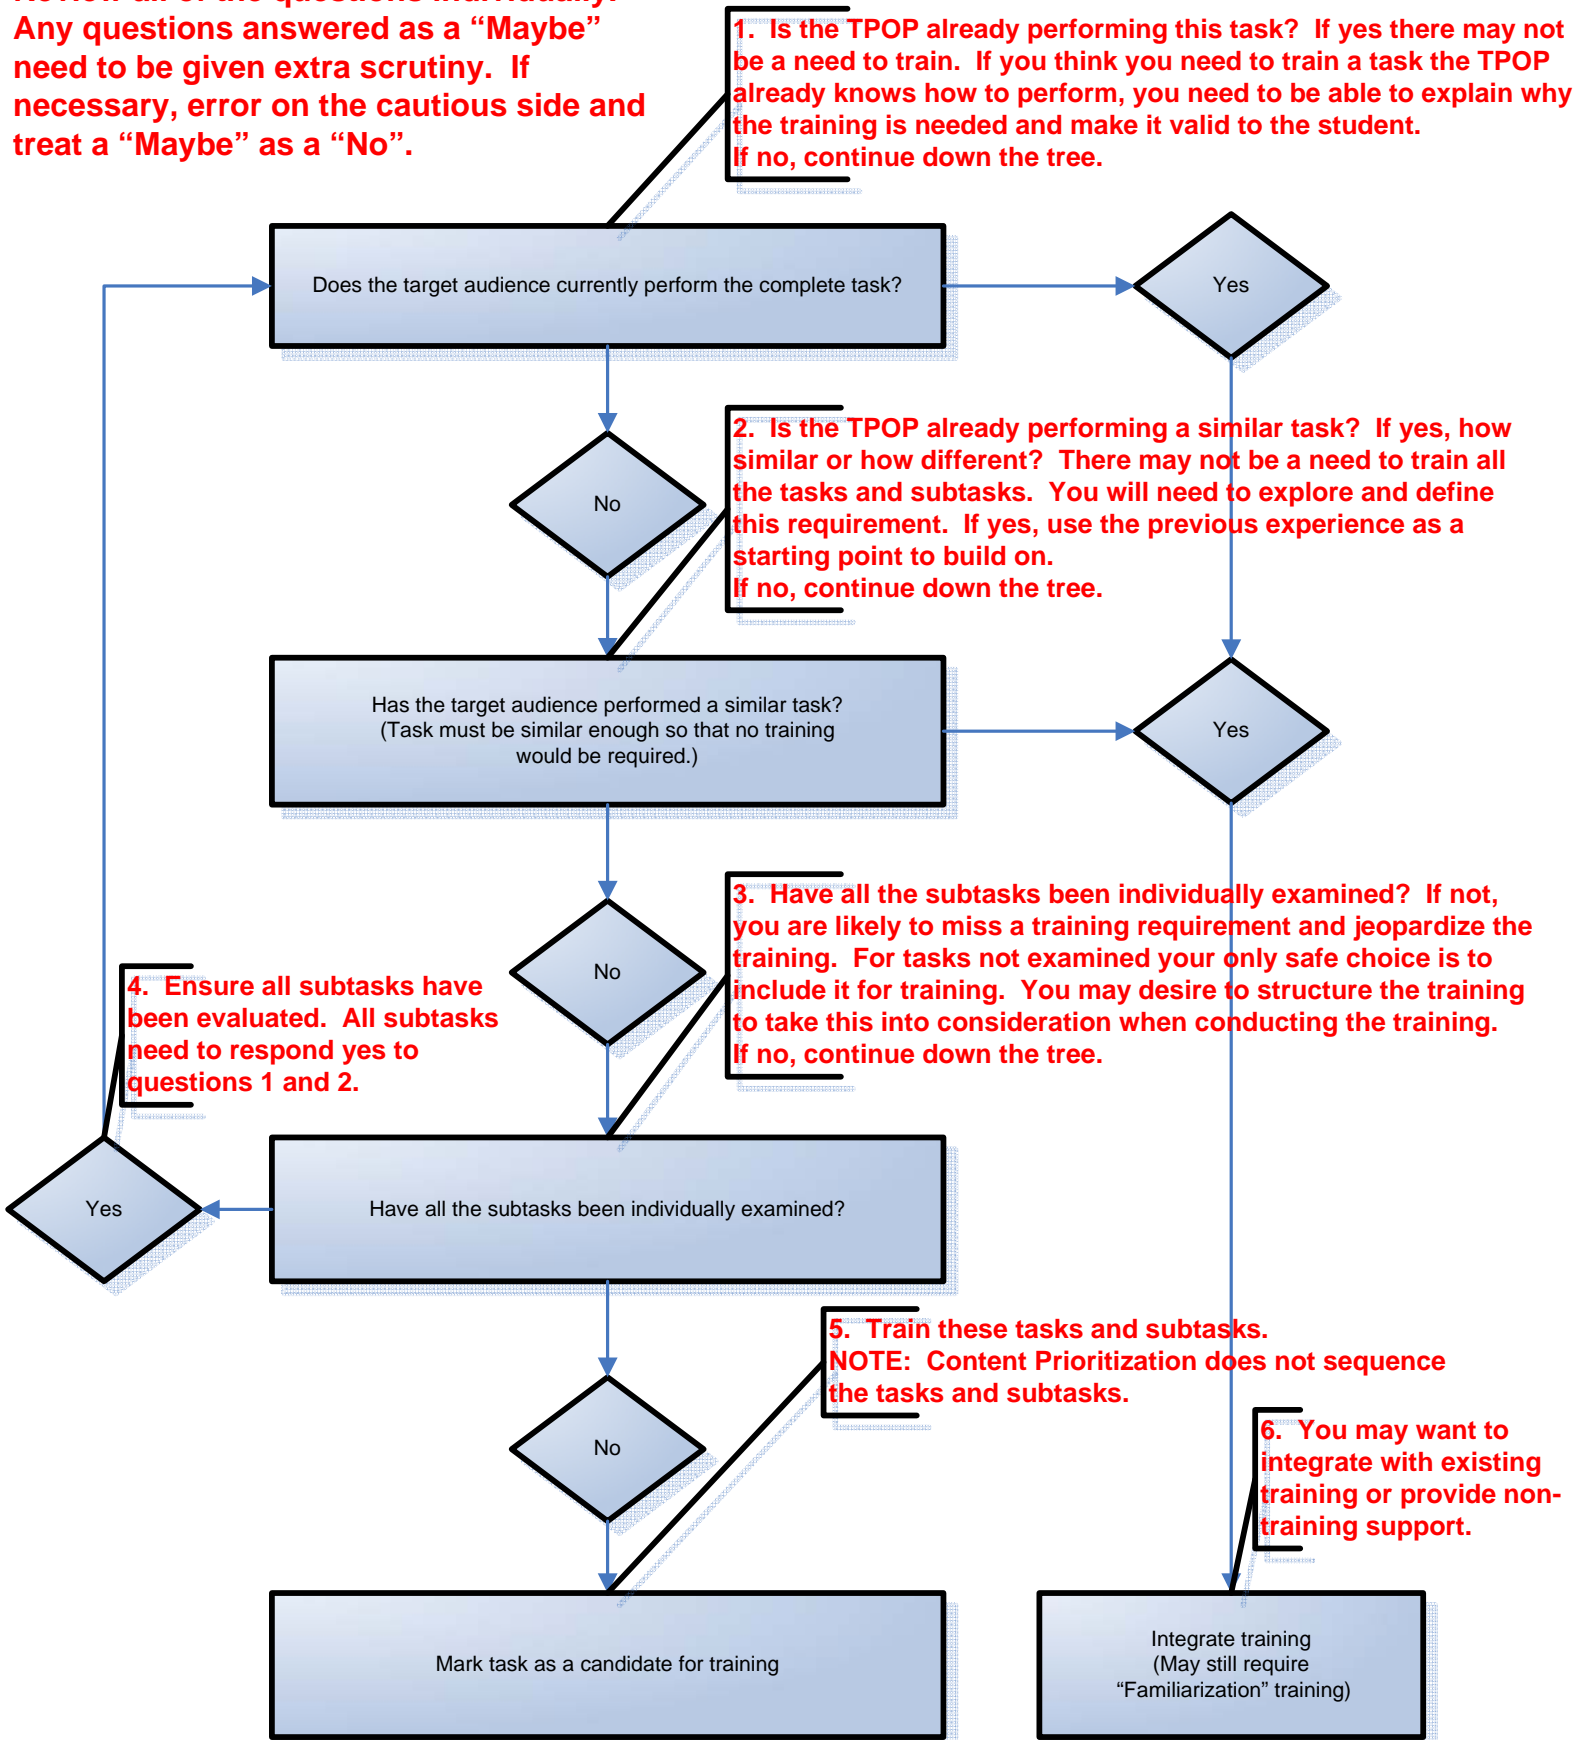 Review all of the questions individually.
Any questions answered as a “Maybe”
need to be given extra scrutiny.  If
necessary, error on the cautious side and
treat a “Maybe” as a “No”.
1.  Is the TPOP already performing this task?  If yes there may not
be a need to train.  If you think you need to train a task the TPOP
already knows how to perform, you need to be able to explain why
the training is needed and make it valid to the student.
If no, continue down the tree.
Does the target audience currently perform the complete task?
Yes
2.  Is the TPOP already performing a similar task?  If yes, how
similar or how different?  There may not be a need to train all
the tasks and subtasks.  You will need to explore and define
this requirement.  If yes, use the previous experience as a
starting point to build on.
If no, continue down the tree.
No
Has the target audience performed a similar task?
(Task must be similar enough so that no training
would be required.)
Yes
3.  Have all the subtasks been individually examined?  If not,
you are likely to miss a training requirement and jeopardize the
training.  For tasks not examined your only safe choice is to
include it for training.  You may desire to structure the training
to take this into consideration when conducting the training.
If no, continue down the tree.
No
4.  Ensure all subtasks have
been evaluated.  All subtasks
need to respond yes to
questions 1 and 2.
Yes
Have all the subtasks been individually examined?
5.  Train these tasks and subtasks.
NOTE:  Content Prioritization does not sequence
the tasks and subtasks.
No
6.  You may want to
integrate with existing
training or provide non-
training support.
Mark task as a candidate for training
Integrate training
(May still require
“Familiarization” training)